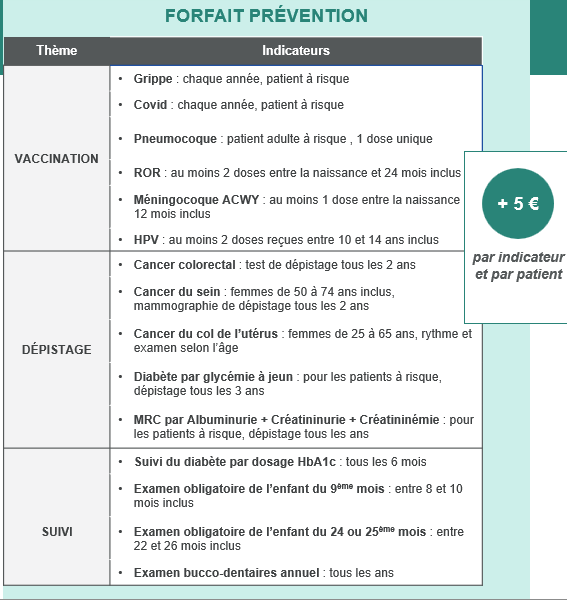 FORFAIT PRÉVENTION
Thème
Indicateurs
VACCINATION
• Grippe : chaque année, patient à risque
• Covid : chaque année, patient à risque
• Pneumocoque : patient adulte à risque , 1 dose unique
• ROR : au moins 2 doses entre la naissance et 24 mois inclus
• Méningocoque ACWY : au moins 1 dose entre la naissance
12 mois inclus
• HPV : au moins 2 doses reçues entre 10 et 14 ans inclus
DÉPISTAGE
• Cancer colorectal : test de dépistage tous les 2 ans
• Cancer du sein : femmes de 50 à 74 ans inclus,
mammographie de dépistage tous les 2 ans
• Cancer du col de l’utérus : femmes de 25 à 65 ans, rythme et
examen selon l’âge
• Diabète par glycémie à jeun : pour les patients à risque,
dépistage tous les 3 ans
• MRC par Albuminurie + Créatininurie + Créatininémie : pour
les patients à risque, dépistage tous les ans
SUIVI
• Suivi du diabète par dosage HbA1c : tous les 6 mois
• Examen obligatoire de l’enfant du 9ème mois : entre 8 et 10
mois inclus
• Examen obligatoire de l’enfant du 24 ou 25ème mois : entre
22 et 26 mois inclus
• Examen bucco-dentaires annuel : tous les ans
+ 5 €
par indicateur
et par patient